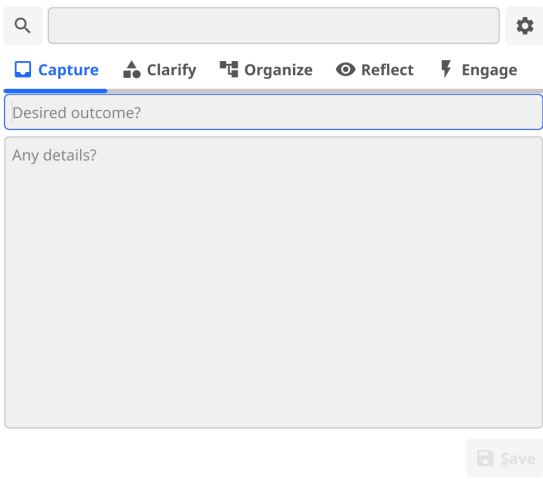 Capture Clarify Organize Reflect Engage
Desired outcome?
Any details?
Save